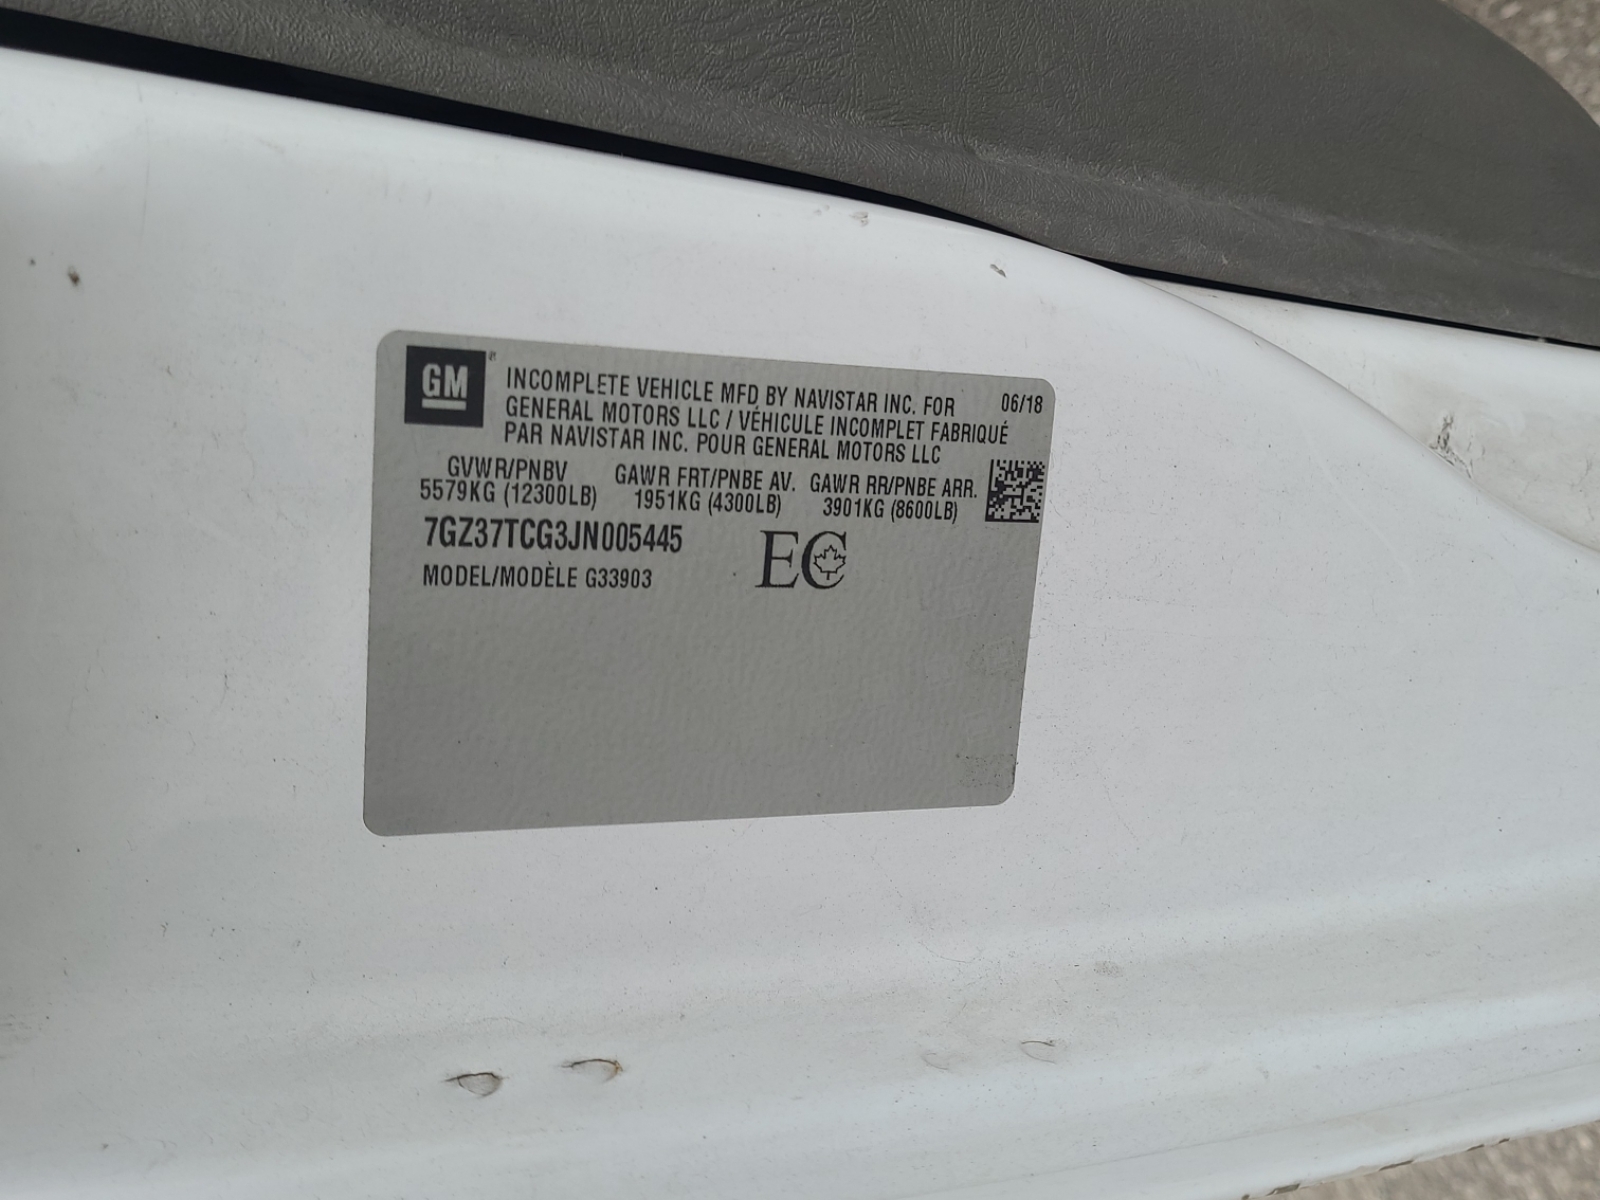 GM
INCOMPLETE VEHICLE MFD BY NAVISTAR INC. FOR 06/18
GENERAL MOTORS LLC / VÉHICULE INCOMPLET FABRIQUÉ
PAR NAVISTAR INC. POUR GENERAL MOTORS LLC
GVWR/PNBV GAWR FRT/PNBE AV. GAWR RR/PNBE ARR.
5579KG (12300LB) 1951KG (4300LB) 3901KG (8600LB)
7GZ37TCG3JN005445 EC
MODEL/MODÈLE G33903